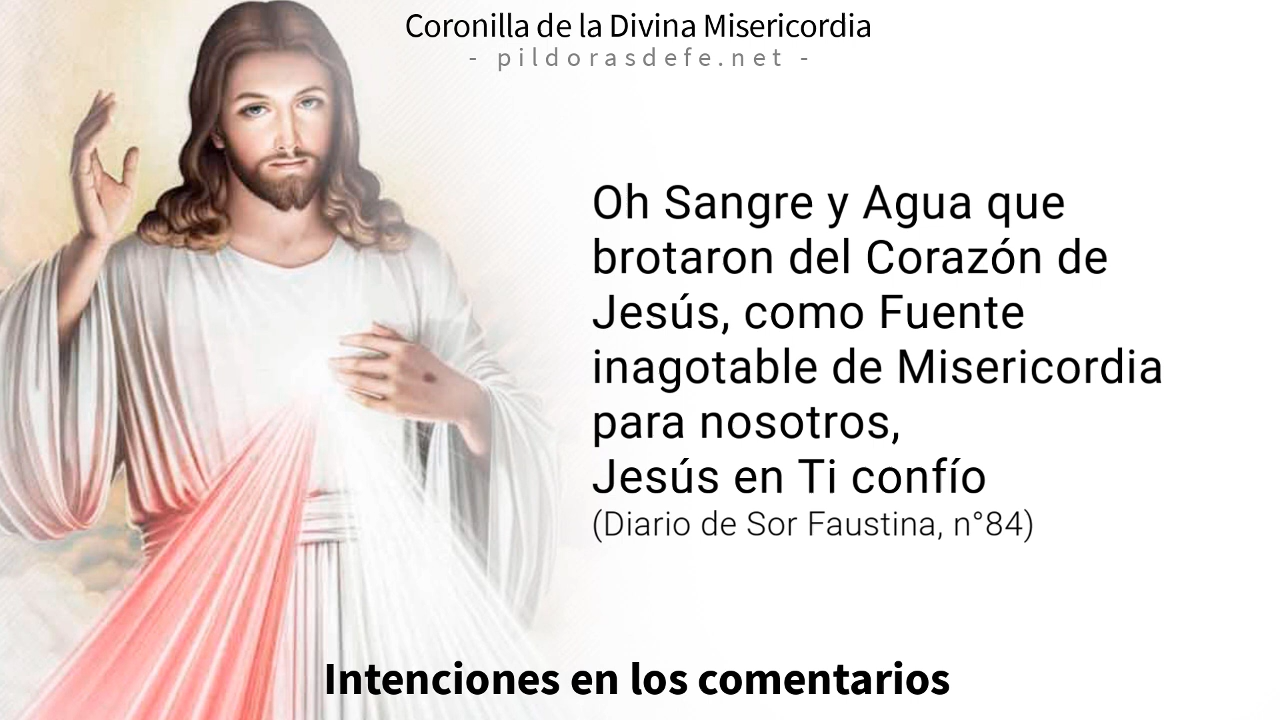 Coronilla de la Divina Misericordia
- pildorasdefe.net -
Oh Sangre y Agua que
brotaron del Corazón de
Jesús, como Fuente
inagotable de Misericordia
para nosotros,
Jesús en Ti confío
(Diario de Sor Faustina, n°84)
Intenciones en los comentarios